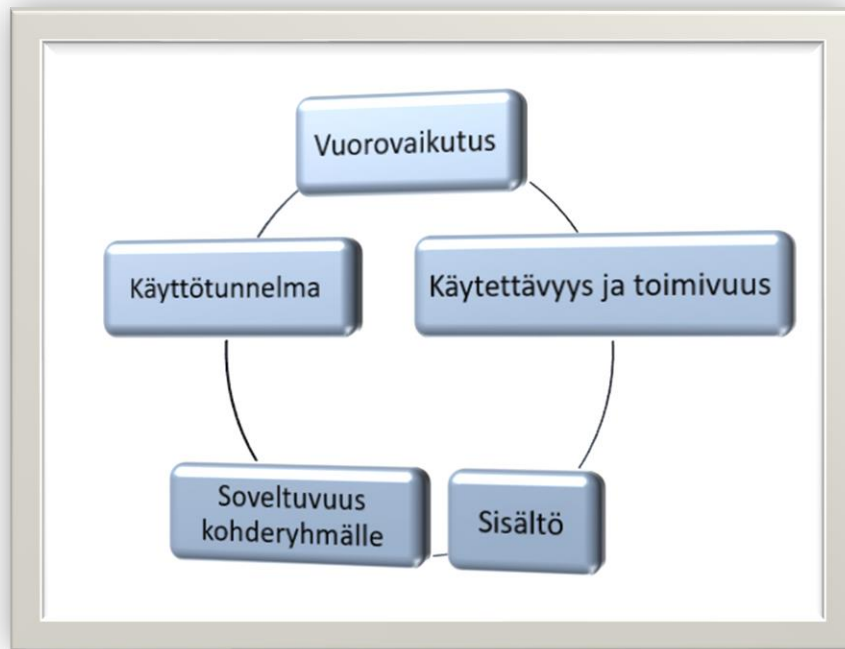 Vuorovaikutus
Käyttötunnelma
Käytettävyys ja toimivuus
Soveltuvuus
kohderyhmälle
Sisältö